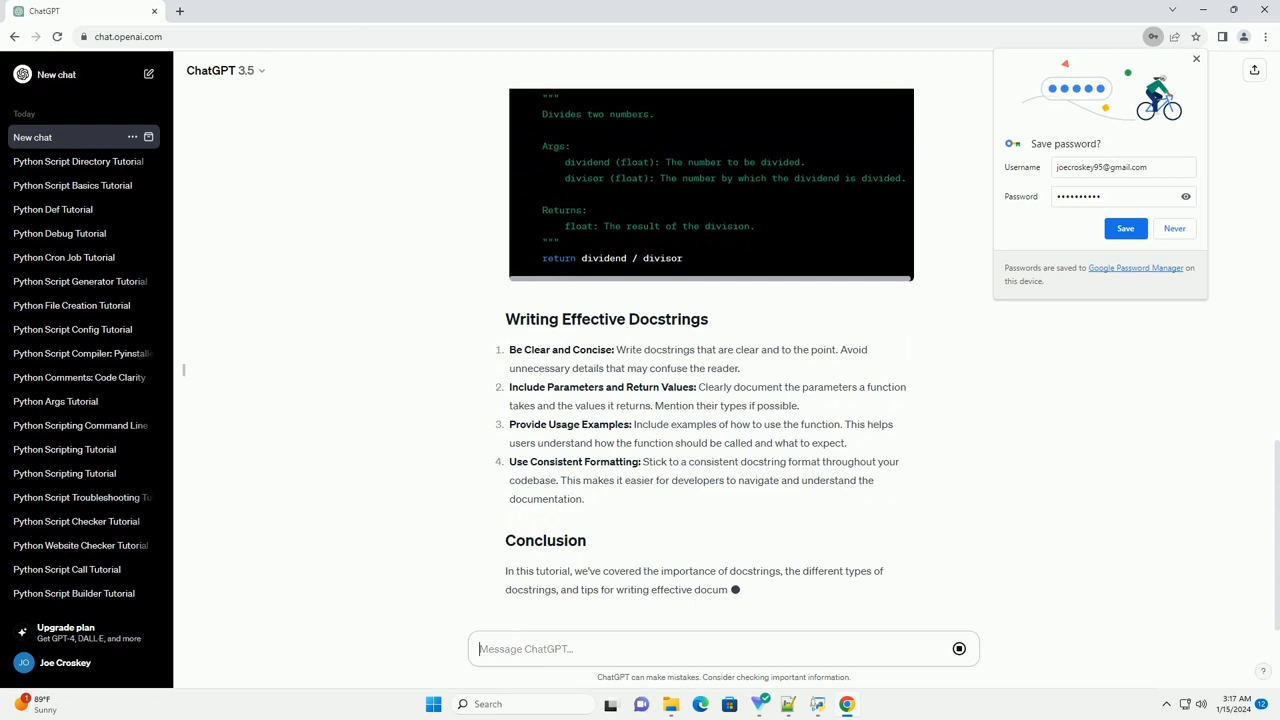 ChatGPT
chat.openai.com
New chat
Today
New chat
Python Script Directory Tutorial
Python Script Basics Tutorial
Python Def Tutorial
Python Debug Tutorial
Python Cron Job Tutorial
Python Script Generator Tutorial
Python File Creation Tutorial
Python Script Config Tutorial
Python Script Compiler: Pyinstalle
Python Comments: Code Clarity
Python Args Tutorial
Python Scripting Command Line
Python Scripting Tutorial
Python Scripting Tutorial
Python Script Troubleshooting Tu
Python Script Checker Tutorial
Python Website Checker Tutorial
Python Script Call Tutorial
Python Script Builder Tutorial
Upgrade plan
Get GPT-4, DALL·E, and more
JO Joe Croskey
ChatGPT 3.5
"""
Divides two numbers.
Args:
dividend (float): The number to be divided.
divisor (float): The number by which the dividend is divided.
Returns:
float: The result of the division.
"""
return dividend / divisor
Writing Effective Docstrings
1. Be Clear and Concise: Write docstrings that are clear and to the point. Avoid
unnecessary details that may confuse the reader.
2. Include Parameters and Return Values: Clearly document the parameters a function
takes and the values it returns. Mention their types if possible.
3. Provide Usage Examples: Include examples of how to use the function. This helps
users understand how the function should be called and what to expect.
4. Use Consistent Formatting: Stick to a consistent docstring format throughout your
codebase. This makes it easier for developers to navigate and understand the
documentation.
Conclusion
In this tutorial, we've covered the importance of docstrings, the different types of
docstrings, and tips for writing effective docum
Message ChatGPT...
ChatGPT can make mistakes. Consider checking important information.
?
Save password?
Username joecroskey95@gmail.com
Password ••••••••••
Save Never
Passwords are saved to Google Password Manager on
this device.
1
89°F
Sunny
Search
3:17 AM
1/15/2024
12